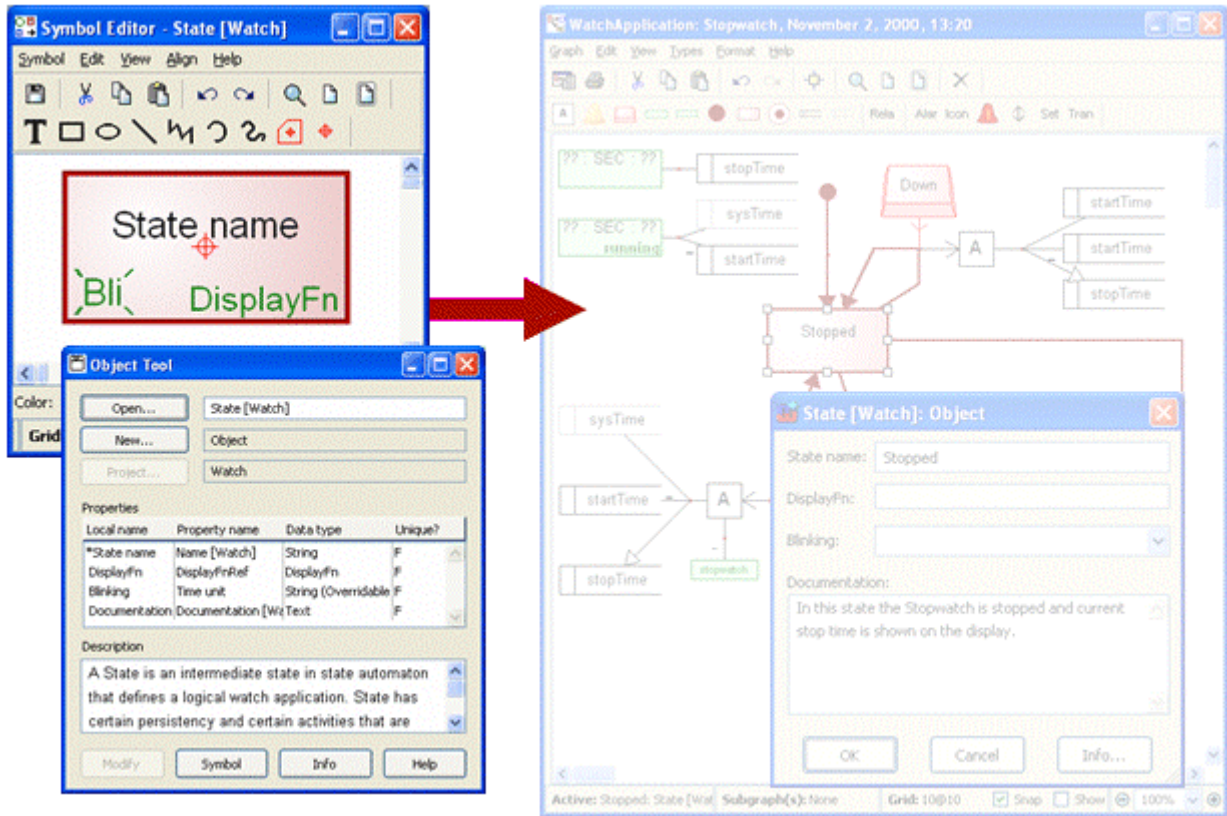 Symbol Editor - State [Watch]
Symbol Edit View Align Help
T
State name
Bli DisplayFn
Color:
Grid
Object Tool
Open... State [Watch]
New... Object
Project... Watch
Properties
Local name Property name Data type Unique?
*State name Name [Watch] String F
DisplayFn DisplayFnRef DisplayFn F
Blinking Time unit String (Overridable F
Documentation Documentation [Wa Text F
Description
A State is an intermediate state in state automaton
that defines a logical watch application. State has
certain persistency and certain activities that are
Modify Symbol Info Help
WatchApplication: Stopwatch, November 2, 2000, 13:20
Graph Edit View Types Format Help
A Rela Alar Icon Set Tran
?? : SEC : ??
stopTime
?? : SEC : ??
running
sysTime
startTime
Down
A
startTime
startTime
stopTime
Stopped
sysTime
startTime
A
stopTime
stopwatch
State [Watch]: Object
State name: Stopped
DisplayFn:
Blinking:
Documentation:
In this state the Stopwatch is stopped and current
stop time is shown on the display.
OK Cancel Info...
Active: Stopped: State [Wat Subgraph(s): None Grid: 10@10 Snap Show 100%